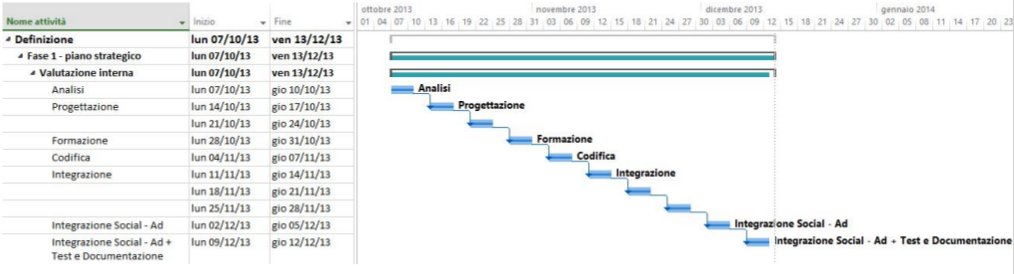 ottobre 2013 novembre 2013 dicembre 2013 gennaio 2014
Nome attività Inizio Fine 01 04 07 10 13 16 19 22 25 28 31 03 06 09 12 15 18 21 24 27 30 03 06 09 12 15 18 21 24 27 30 02 05 08 11 14 17 20 23
Definizione lun 07/10/13 ven 13/12/13
Fase 1 - piano strategico lun 07/10/13 ven 13/12/13
Valutazione interna lun 07/10/13 ven 13/12/13
Analisi lun 07/10/13 gio 10/10/13 Analisi
Progettazione lun 14/10/13 gio 17/10/13 Progettazione
lun 21/10/13 gio 24/10/13
Formazione lun 28/10/13 gio 31/10/13 Formazione
Codifica lun 04/11/13 gio 07/11/13 Codifica
Integrazione lun 11/11/13 gio 14/11/13 Integrazione
lun 18/11/13 gio 21/11/13
lun 25/11/13 gio 28/11/13
Integrazione Social - Ad lun 02/12/13 gio 05/12/13 Integrazione Social - Ad
Integrazione Social - Ad + lun 09/12/13 gio 12/12/13 Integrazione Social - Ad + Test e Documentazione
Test e Documentazione